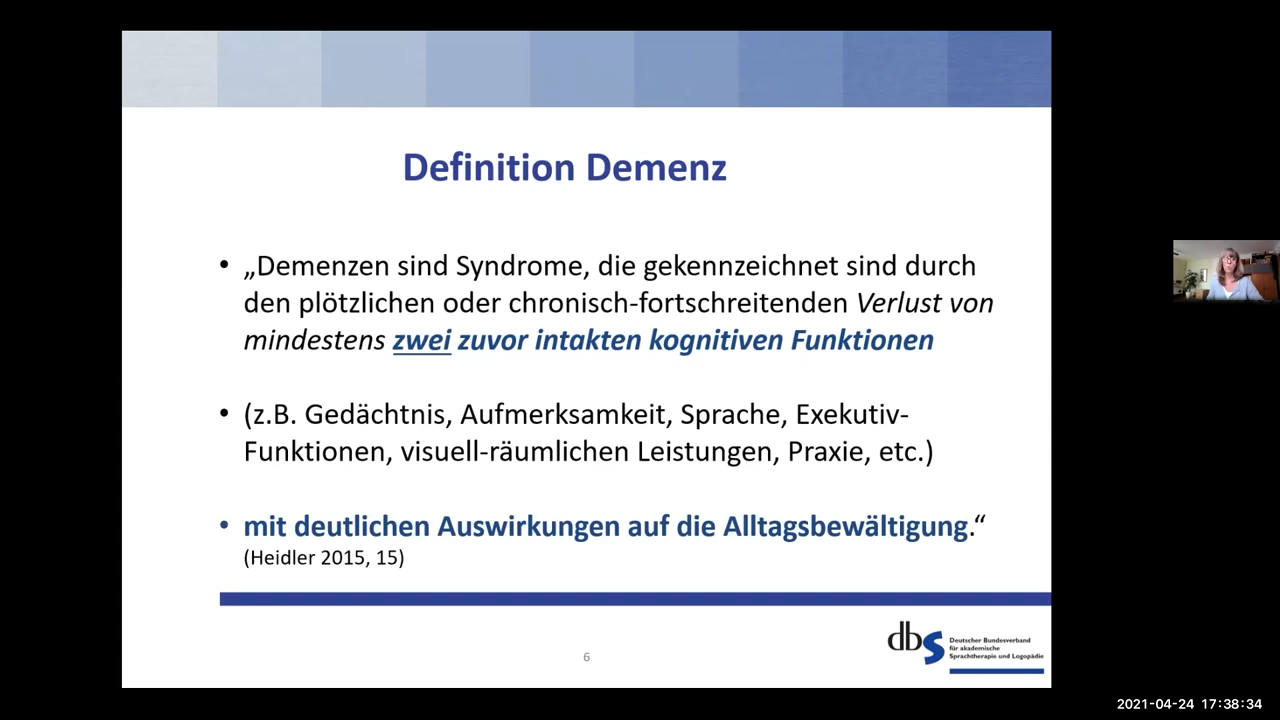 Definition Demenz
• „Demenzen sind Syndrome, die gekennzeichnet sind durch
den plötzlichen oder chronisch-fortschreitenden Verlust von
mindestens zwei zuvor intakten kognitiven Funktionen
• (z.B. Gedächtnis, Aufmerksamkeit, Sprache, Exekutiv-
Funktionen, visuell-räumlichen Leistungen, Praxie, etc.)
• mit deutlichen Auswirkungen auf die Alltagsbewältigung.“
(Heidler 2015, 15)
6
dbs
Deutscher Bundesverband
für akademische
Sprachtherapie und Logopädie
2021-04-24 17:38:34